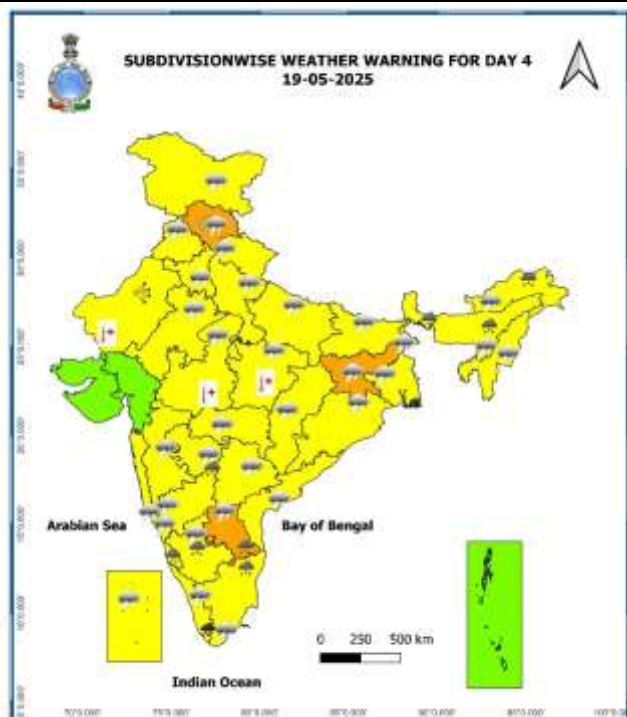 SUBDIVISIONWISE WEATHER WARNING FOR DAY 4
19-05-2025
Arabian Sea
Bay of Bengal
0 250 500 km
Indian Ocean